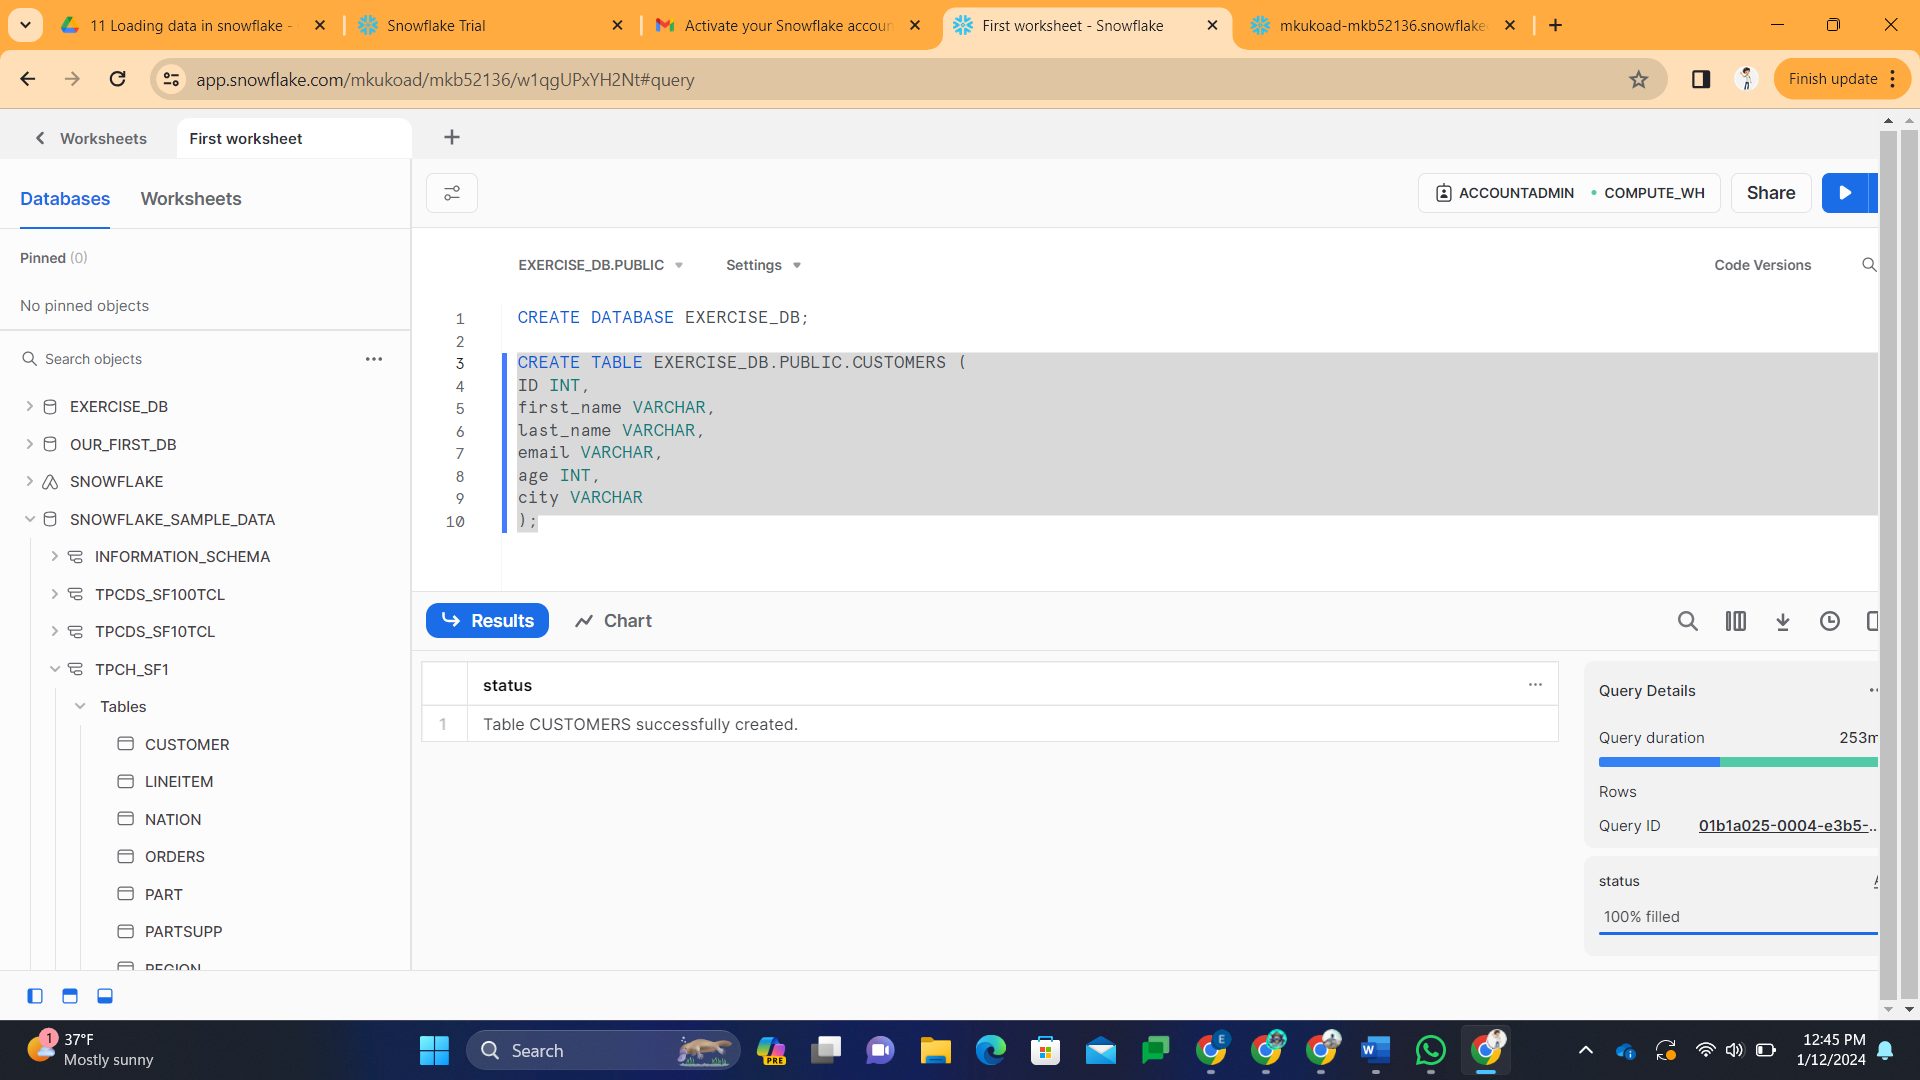 11 Loading data in snowflake -
Snowflake Trial
Activate your Snowflake accoun
First worksheet - Snowflake
mkukoad-mkb52136.snowflake
app.snowflake.com/mkukoad/mkb52136/w1qgUPxYH2Nt#query
Finish update
Worksheets
First worksheet
Databases
Worksheets
ACCOUNTADMIN
COMPUTE_WH
Share
Pinned (0)
No pinned objects
EXERCISE_DB.PUBLIC
Settings
Code Versions
Search objects
EXERCISE_DB
OUR_FIRST_DB
SNOWFLAKE
SNOWFLAKE_SAMPLE_DATA
INFORMATION_SCHEMA
TPCDS_SF100TCL
TPCDS_SF10TCL
TPCH_SF1
Tables
CUSTOMER
LINEITEM
NATION
ORDERS
PART
PARTSUPP
REGION
1 CREATE DATABASE EXERCISE_DB;
2
3 CREATE TABLE EXERCISE_DB.PUBLIC.CUSTOMERS (
4 ID INT,
5 first_name VARCHAR,
6 last_name VARCHAR,
7 email VARCHAR,
8 age INT,
9 city VARCHAR
10 );
Results
Chart
status
1 Table CUSTOMERS successfully created.
Query Details
Query duration 253m
Rows
Query ID 01b1a025-0004-e3b5-...
status
100% filled
1
37°F
Mostly sunny
Search
PRE
E
W
12:45 PM
1/12/2024